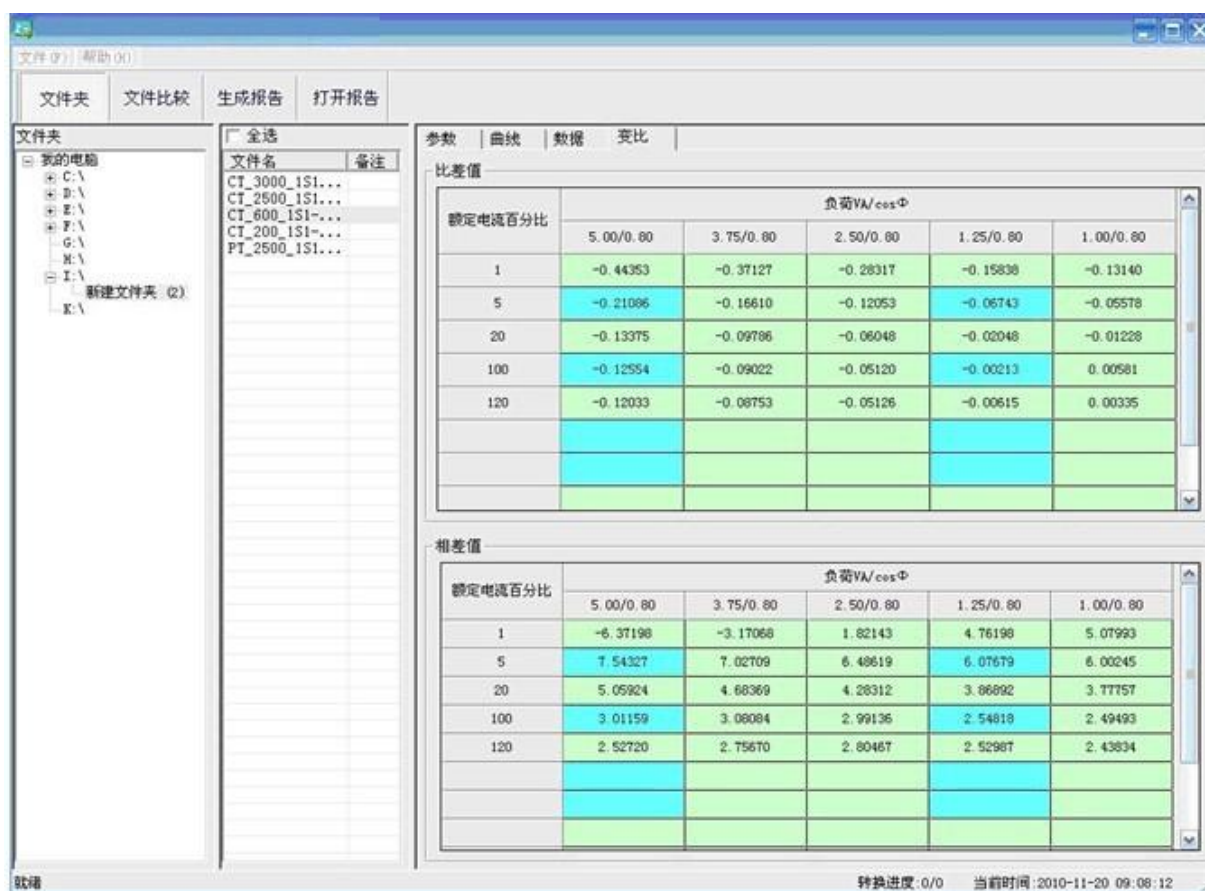 文件(F) 帮助(H)
文件夹 文件比较 生成报告 打开报告
文件夹
我的电脑
C:\
D:\
E:\
F:\
G:\
H:\
I:\
新建文件夹 (2)
K:\
全选
文件名 备注
CT_3000_1S1...
CT_2500_1S1...
CT_600_1S1-...
CT_200_1S1-...
PT_2500_1S1...
参数 曲线 数据 变比
比差值
额定电流百分比 负荷VA/cosΦ
5.00/0.80 3.75/0.80 2.50/0.80 1.25/0.80 1.00/0.80
1 -0.44353 -0.37127 -0.28317 -0.15838 -0.13140
5 -0.21086 -0.16610 -0.12053 -0.06743 -0.05578
20 -0.13375 -0.09786 -0.06048 -0.02048 -0.01228
100 -0.12554 -0.09022 -0.05120 -0.00213 0.00581
120 -0.12033 -0.08753 -0.05126 -0.00615 0.00335
相差值
额定电流百分比 负荷VA/cosΦ
5.00/0.80 3.75/0.80 2.50/0.80 1.25/0.80 1.00/0.80
1 -6.37198 -3.17068 1.82143 4.76198 5.07993
5 7.54327 7.02709 6.48619 6.07679 6.00245
20 5.05924 4.68369 4.28312 3.86892 3.77757
100 3.01159 3.08084 2.99136 2.54818 2.49493
120 2.52720 2.75670 2.80467 2.52987 2.43834
就绪 转换进度:0/0 当前时间:2010-11-20 09:08:12